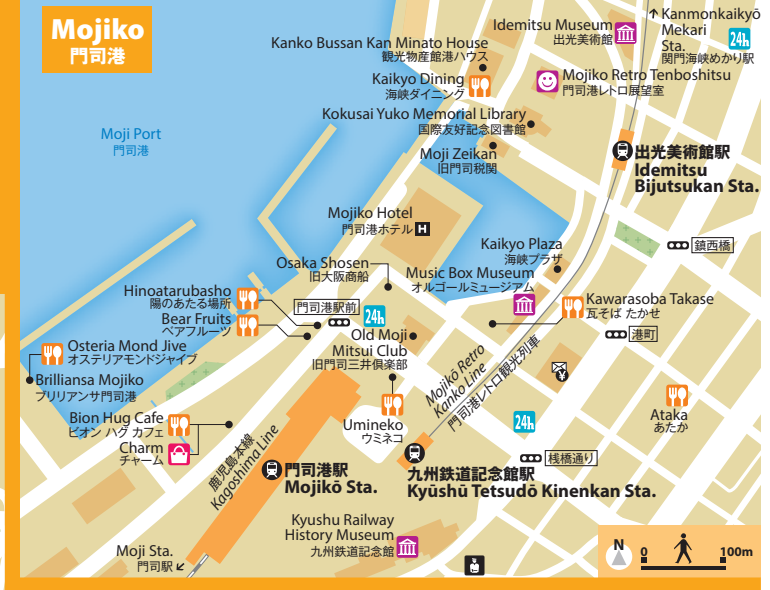 Mojiko
門司港
Idemitsu Museum
出光美術館
Kanmonkaikyō
Mekari
Sta.
関門海峡めかり駅
24h
Kanko Bussan Kan Minato House
観光物産館港ハウス
Kaikyo Dining
海峡ダイニング
Mojiko Retro Tenboshitsu
門司港レトロ展望室
Kokusai Yuko Memorial Library
国際友好記念図書館
Moji Port
門司港
Moji Zeikan
旧門司税関
出光美術館駅
Idemitsu
Bijutsukan Sta.
Mojiko Hotel
門司港ホテル
H
鎮西橋
Kaikyo Plaza
海峡プラザ
Osaka Shosen
旧大阪商船
Music Box Museum
オルゴールミュージアム
Hinoatarubasho
陽のあたる場所
門司港駅前
24h
Kawarasoba Takase
瓦そば たかせ
Bear Fruits
ベアフルーツ
港町
Old Moji
Mitsui Club
旧門司三井倶楽部
Osteria Mond Jive
オステリアモンドジャイブ
Mojikō Retro
Kanko Line
門司港レトロ観光列車
Brilliansa Mojiko
ブリリアンサ門司港
〒
¥
Bion Hug Cafe
ビオン ハグ カフェ
Umineko
ウミネコ
24h
Ataka
あたか
Charm
チャーム
鹿児島本線
Kagoshima Line
桟橋通り
門司港駅
Mojikō Sta.
九州鉄道記念館駅
Kyūshū Tetsudō Kinenkan Sta.
Kyushu Railway
History Museum
九州鉄道記念館
Moji Sta.
門司駅
N
0 100m